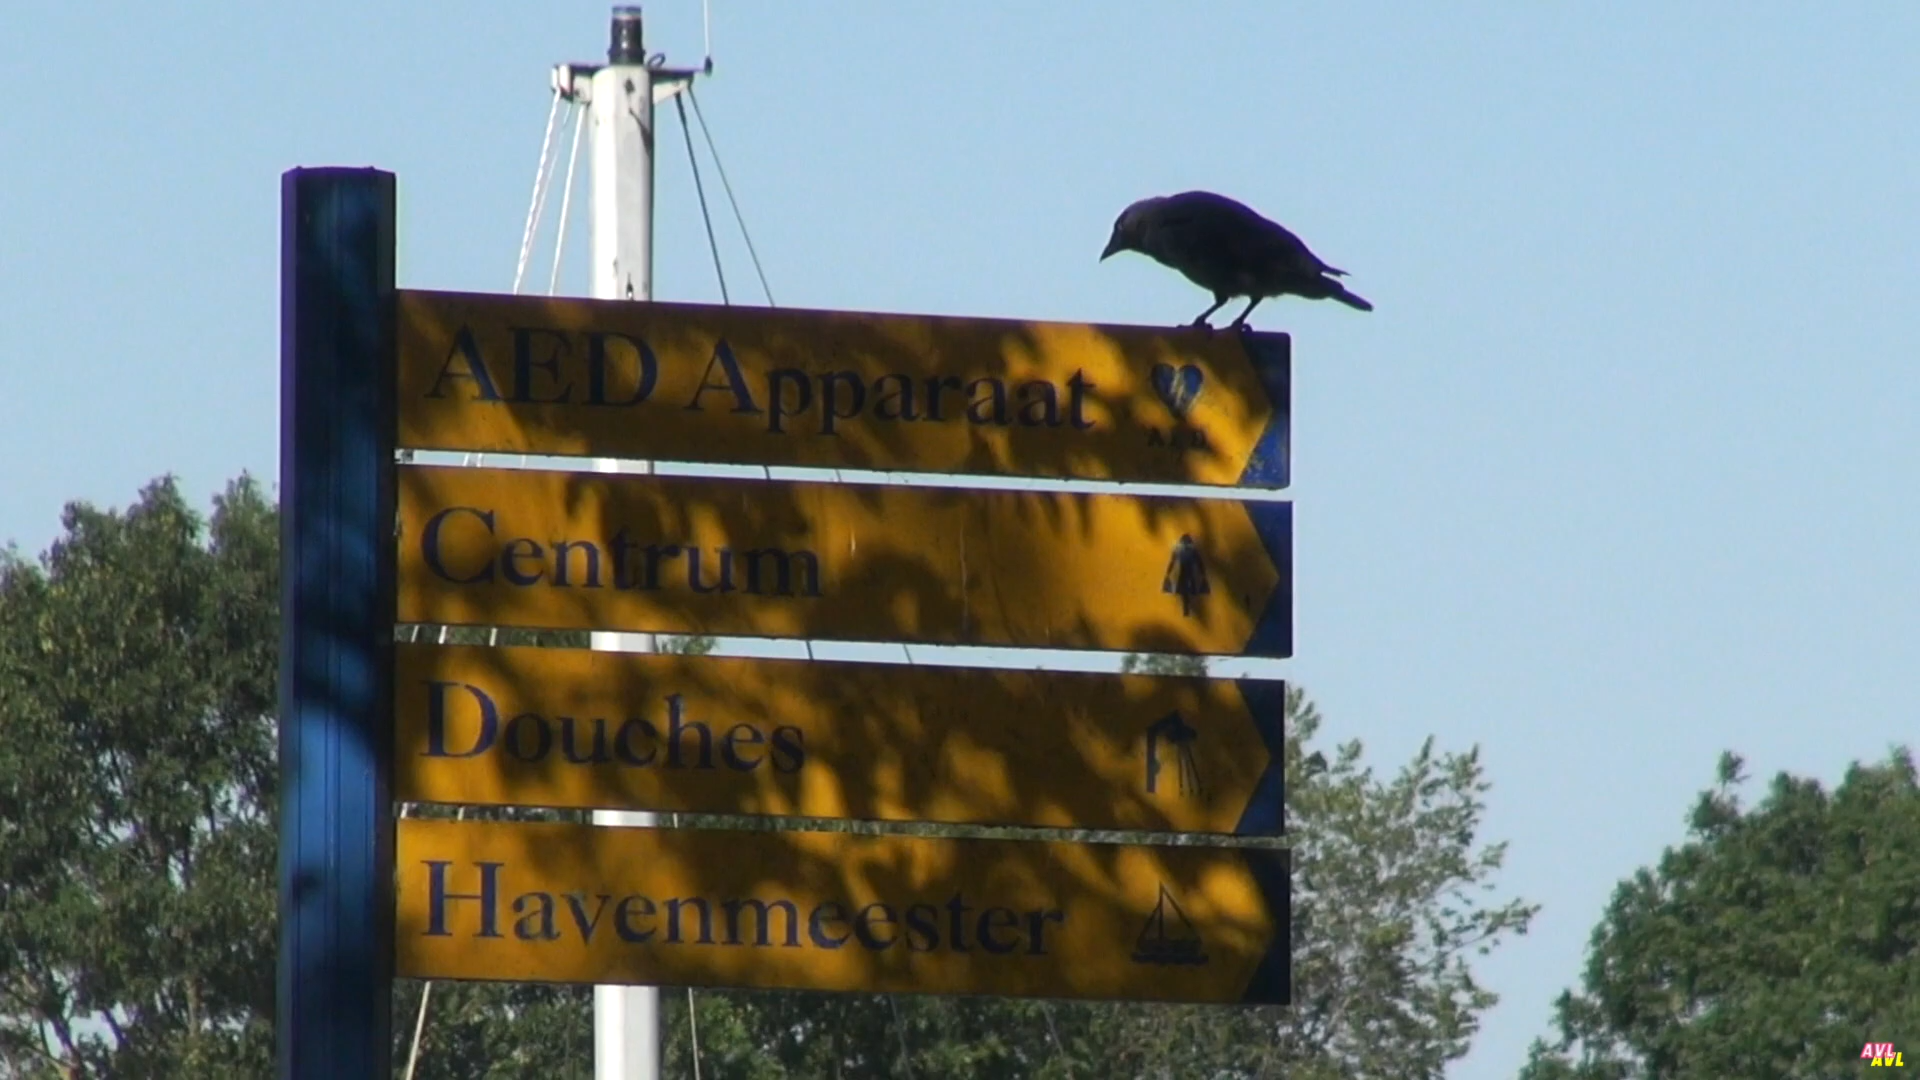 AED Apparaat
AED
Centrum
Douches
Havenmeester
AVL
AVL